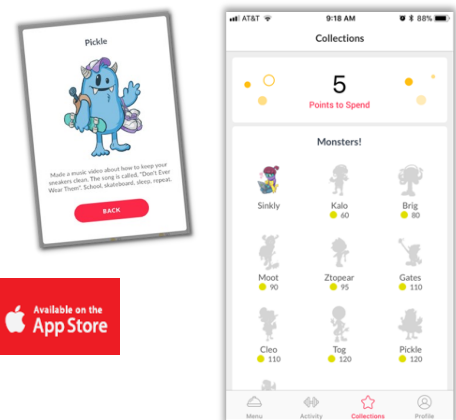 Pickle
Made a music video about how to keep your
sneakers clean. The song is called, "Don't Ever
Wear Them". School, skateboard, sleep, repeat.
BACK
Available on the
App Store
AT&T
9:18 AM
88%
Collections
5
Points to Spend
Monsters!
Sinkly
Kalo
60
Brig
80
Moot
90
Ztopear
95
Gates
110
Cleo
110
Tog
120
Pickle
120
Menu
Activity
Collections
Profile